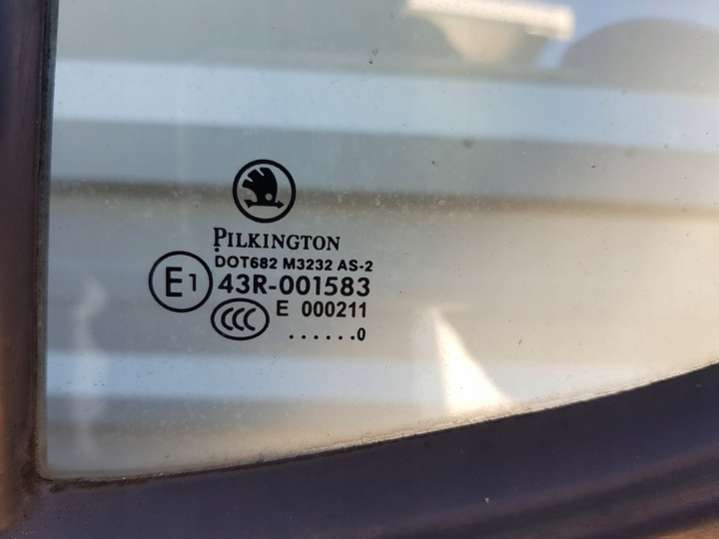 PILKINGTON
DOT682 M3232 AS-2
E1 43R-001583
CCC E 000211
......0